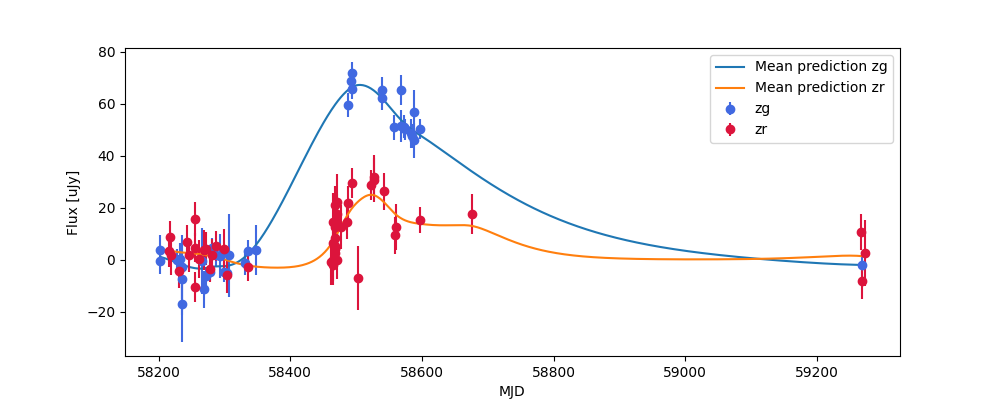 80
60
40
20
0
−20
Flux [uJy]
58200
58400
58600
58800
59000
59200
MJD
Mean prediction zg
Mean prediction zr
zg
zr